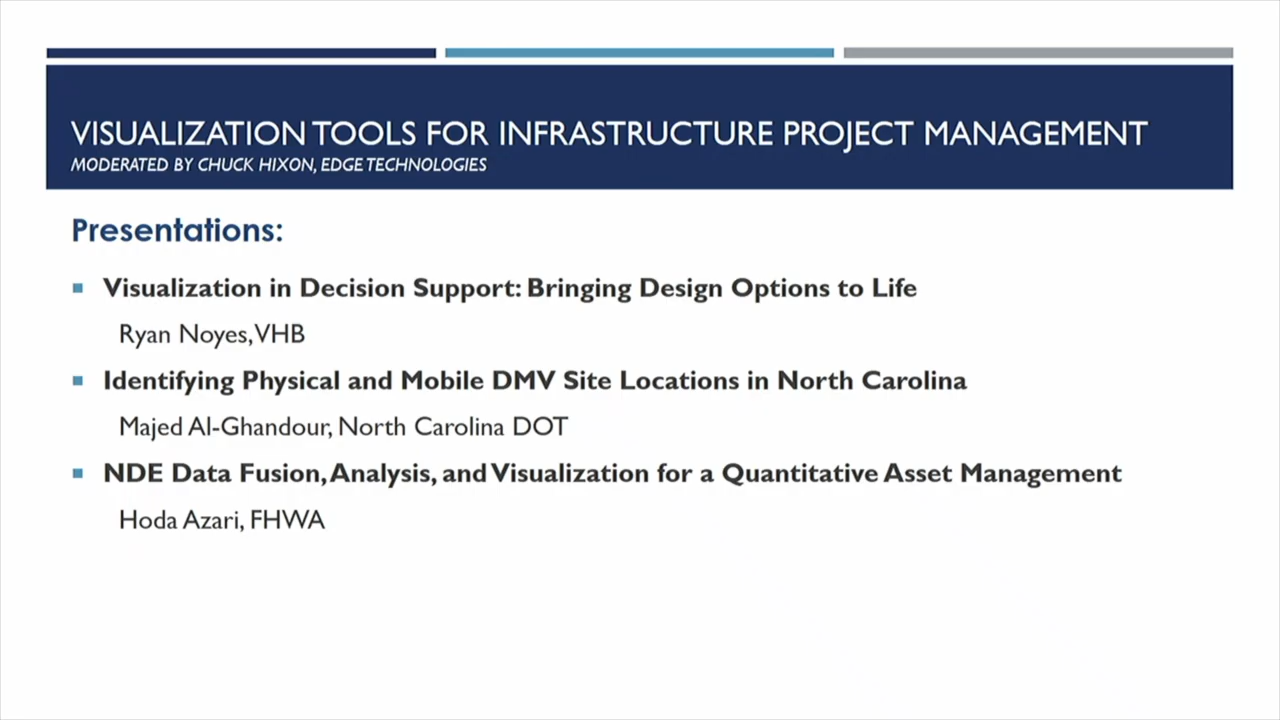 VISUALIZATION TOOLS FOR INFRASTRUCTURE PROJECT MANAGEMENT
MODERATED BY CHUCK HIXON, EDGE TECHNOLOGIES
Presentations:
Visualization in Decision Support: Bringing Design Options to Life
Ryan Noyes, VHB
Identifying Physical and Mobile DMV Site Locations in North Carolina
Majed Al-Ghandour, North Carolina DOT
NDE Data Fusion, Analysis, and Visualization for a Quantitative Asset Management
Hoda Azari, FHWA